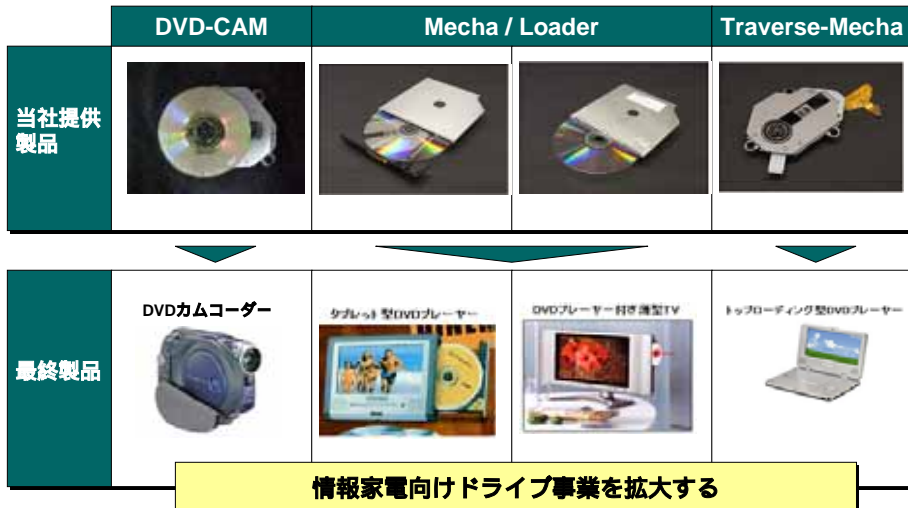 DVD-CAM
Mecha / Loader
Traverse-Mecha
当社提供
製品
DVDカムコーダー
タブレット型DVDプレーヤー
DVDプレーヤー付き薄型TV
トップローディング型DVDプレーヤー
最終製品
情報家電向けドライブ事業を拡大する